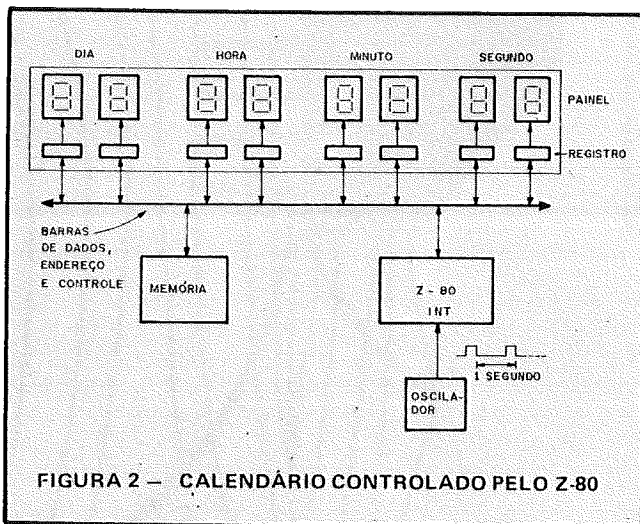 DIA HORA MINUTO SEGUNDO
PAINEL
REGISTRO
BARRAS
DE DADOS,
ENDEREÇO
E CONTROLE
MEMÓRIA
Z - 80
INT
1 SEGUNDO
OSCILA-
DOR
FIGURA 2 — CALENDÁRIO CONTROLADO PELO Z-80